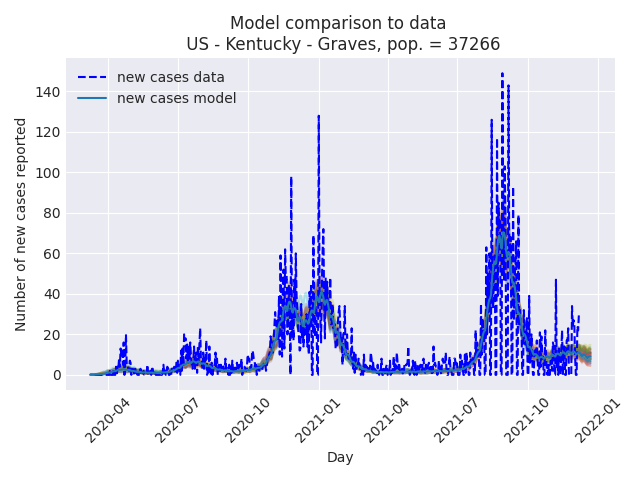 Model comparison to data
US - Kentucky - Graves, pop. = 37266
new cases data
new cases model
Number of new cases reported
140
120
100
80
60
40
20
0
2020-04
2020-07
2020-10
2021-01
2021-04
2021-07
2021-10
2022-01
Day